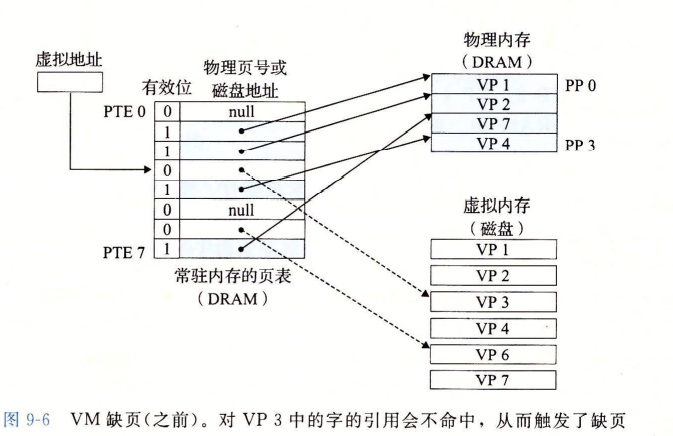 虚拟地址
有效位
物理页号或
磁盘地址
PTE 0
0
null
1
1
0
1
0
null
0
PTE 7
1
常驻内存的页表
（DRAM）
物理内存
（DRAM）
VP 1
PP 0
VP 2
VP 7
VP 4
PP 3
虚拟内存
（磁盘）
VP 1
VP 2
VP 3
VP 4
VP 6
VP 7
图 9-6 VM 缺页(之前)。对 VP 3 中的字的引用会不命中，从而触发了缺页